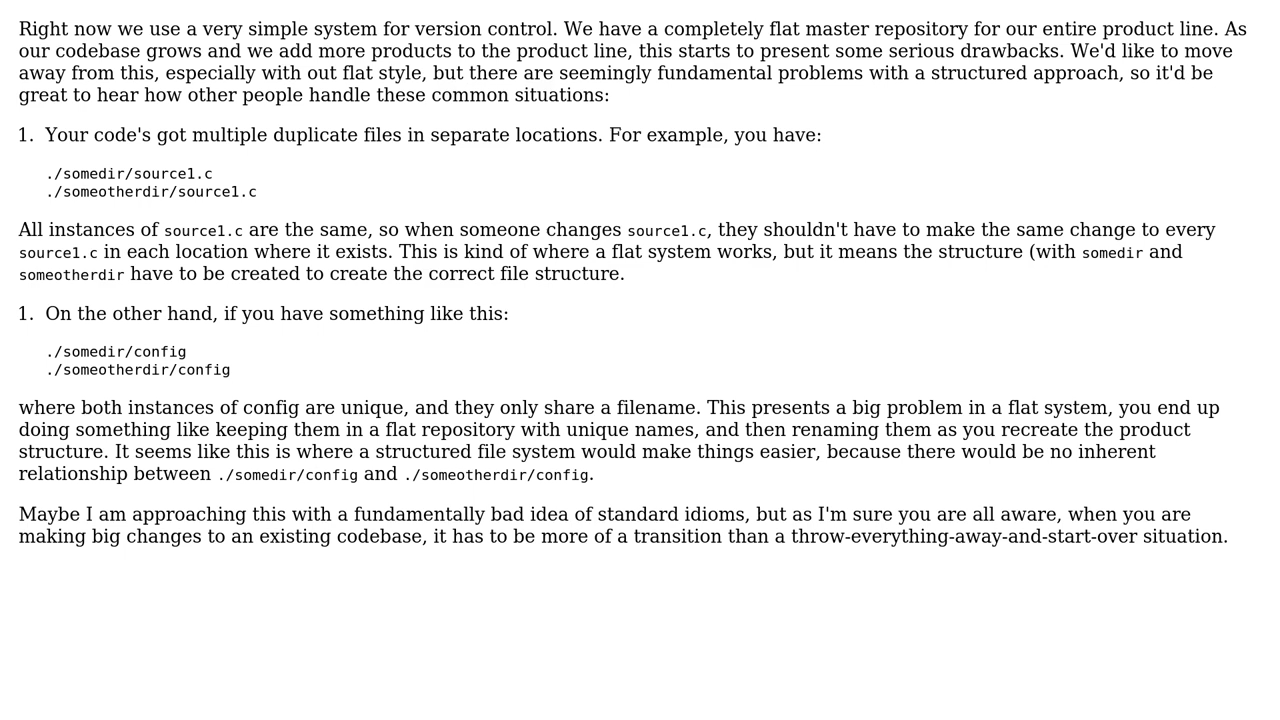 Right now we use a very simple system for version control. We have a completely flat master repository for our entire product line. As
our codebase grows and we add more products to the product line, this starts to present some serious drawbacks. We'd like to move
away from this, especially with out flat style, but there are seemingly fundamental problems with a structured approach, so it'd be
great to hear how other people handle these common situations:
1. Your code's got multiple duplicate files in separate locations. For example, you have:
./somedir/source1.c
./someotherdir/source1.c
All instances of source1.c are the same, so when someone changes source1.c, they shouldn't have to make the same change to every
source1.c in each location where it exists. This is kind of where a flat system works, but it means the structure (with somedir and
someotherdir have to be created to create the correct file structure.
1. On the other hand, if you have something like this:
./somedir/config
./someotherdir/config
where both instances of config are unique, and they only share a filename. This presents a big problem in a flat system, you end up
doing something like keeping them in a flat repository with unique names, and then renaming them as you recreate the product
structure. It seems like this is where a structured file system would make things easier, because there would be no inherent
relationship between ./somedir/config and ./someotherdir/config.
Maybe I am approaching this with a fundamentally bad idea of standard idioms, but as I'm sure you are all aware, when you are
making big changes to an existing codebase, it has to be more of a transition than a throw-everything-away-and-start-over situation.